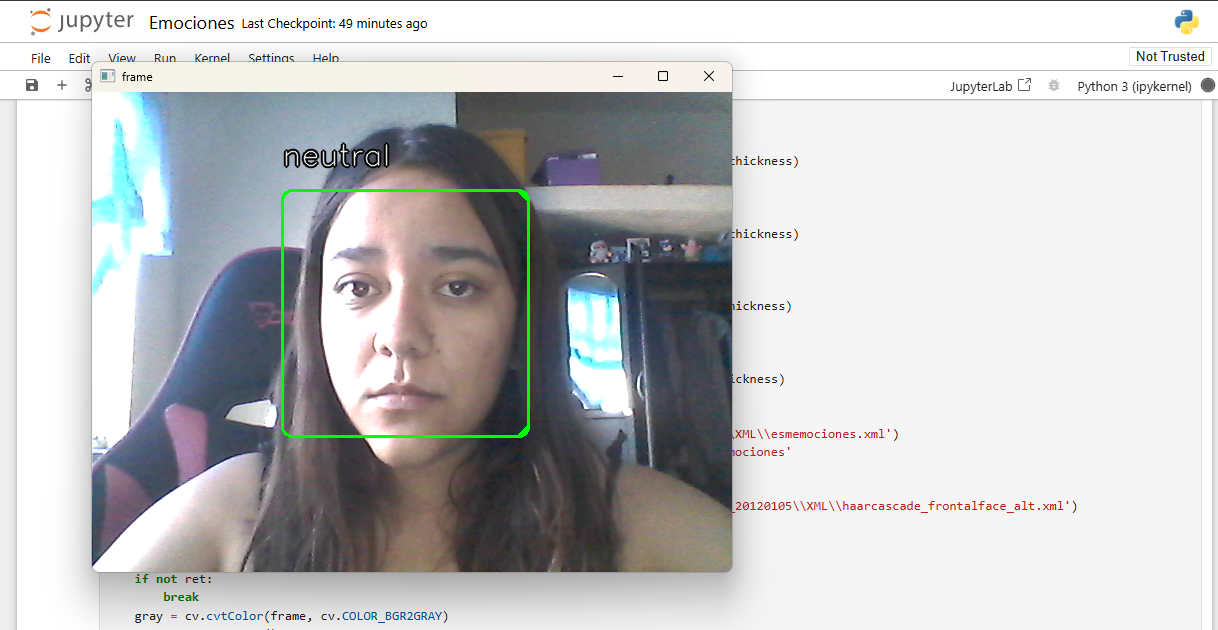 jupyter Emociones Last Checkpoint: 49 minutes ago
File Edit View Run Kernel Settings Help
Not Trusted
JupyterLab
Python 3 (ipykernel)
frame
neutral
hickness)
hickness)
hickness)
ickness)
\XML\\esmemociones.xml')
mociones'
_20120105\\XML\\haarcascade_frontalface_alt.xml')
if not ret:
break
gray = cv.cvtColor(frame, cv.COLOR_BGR2GRAY)